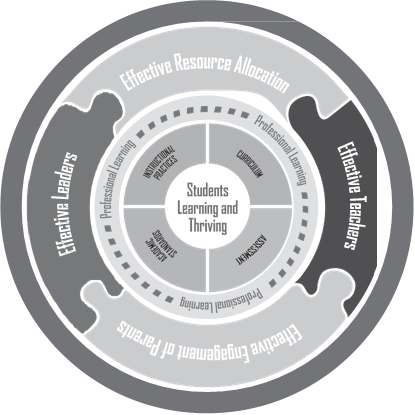 Effective Resource Allocation
Professional Learning
Professional Learning
INSTRUCTIONAL
PRACTICES
CURRICULUM
Effective Leaders
Students
Learning and
Thriving
Effective Teachers
ACADEMIC
STANDARDS
ASSESSMENT
Professional Learning
Professional Learning
Effective Engagement of Parents